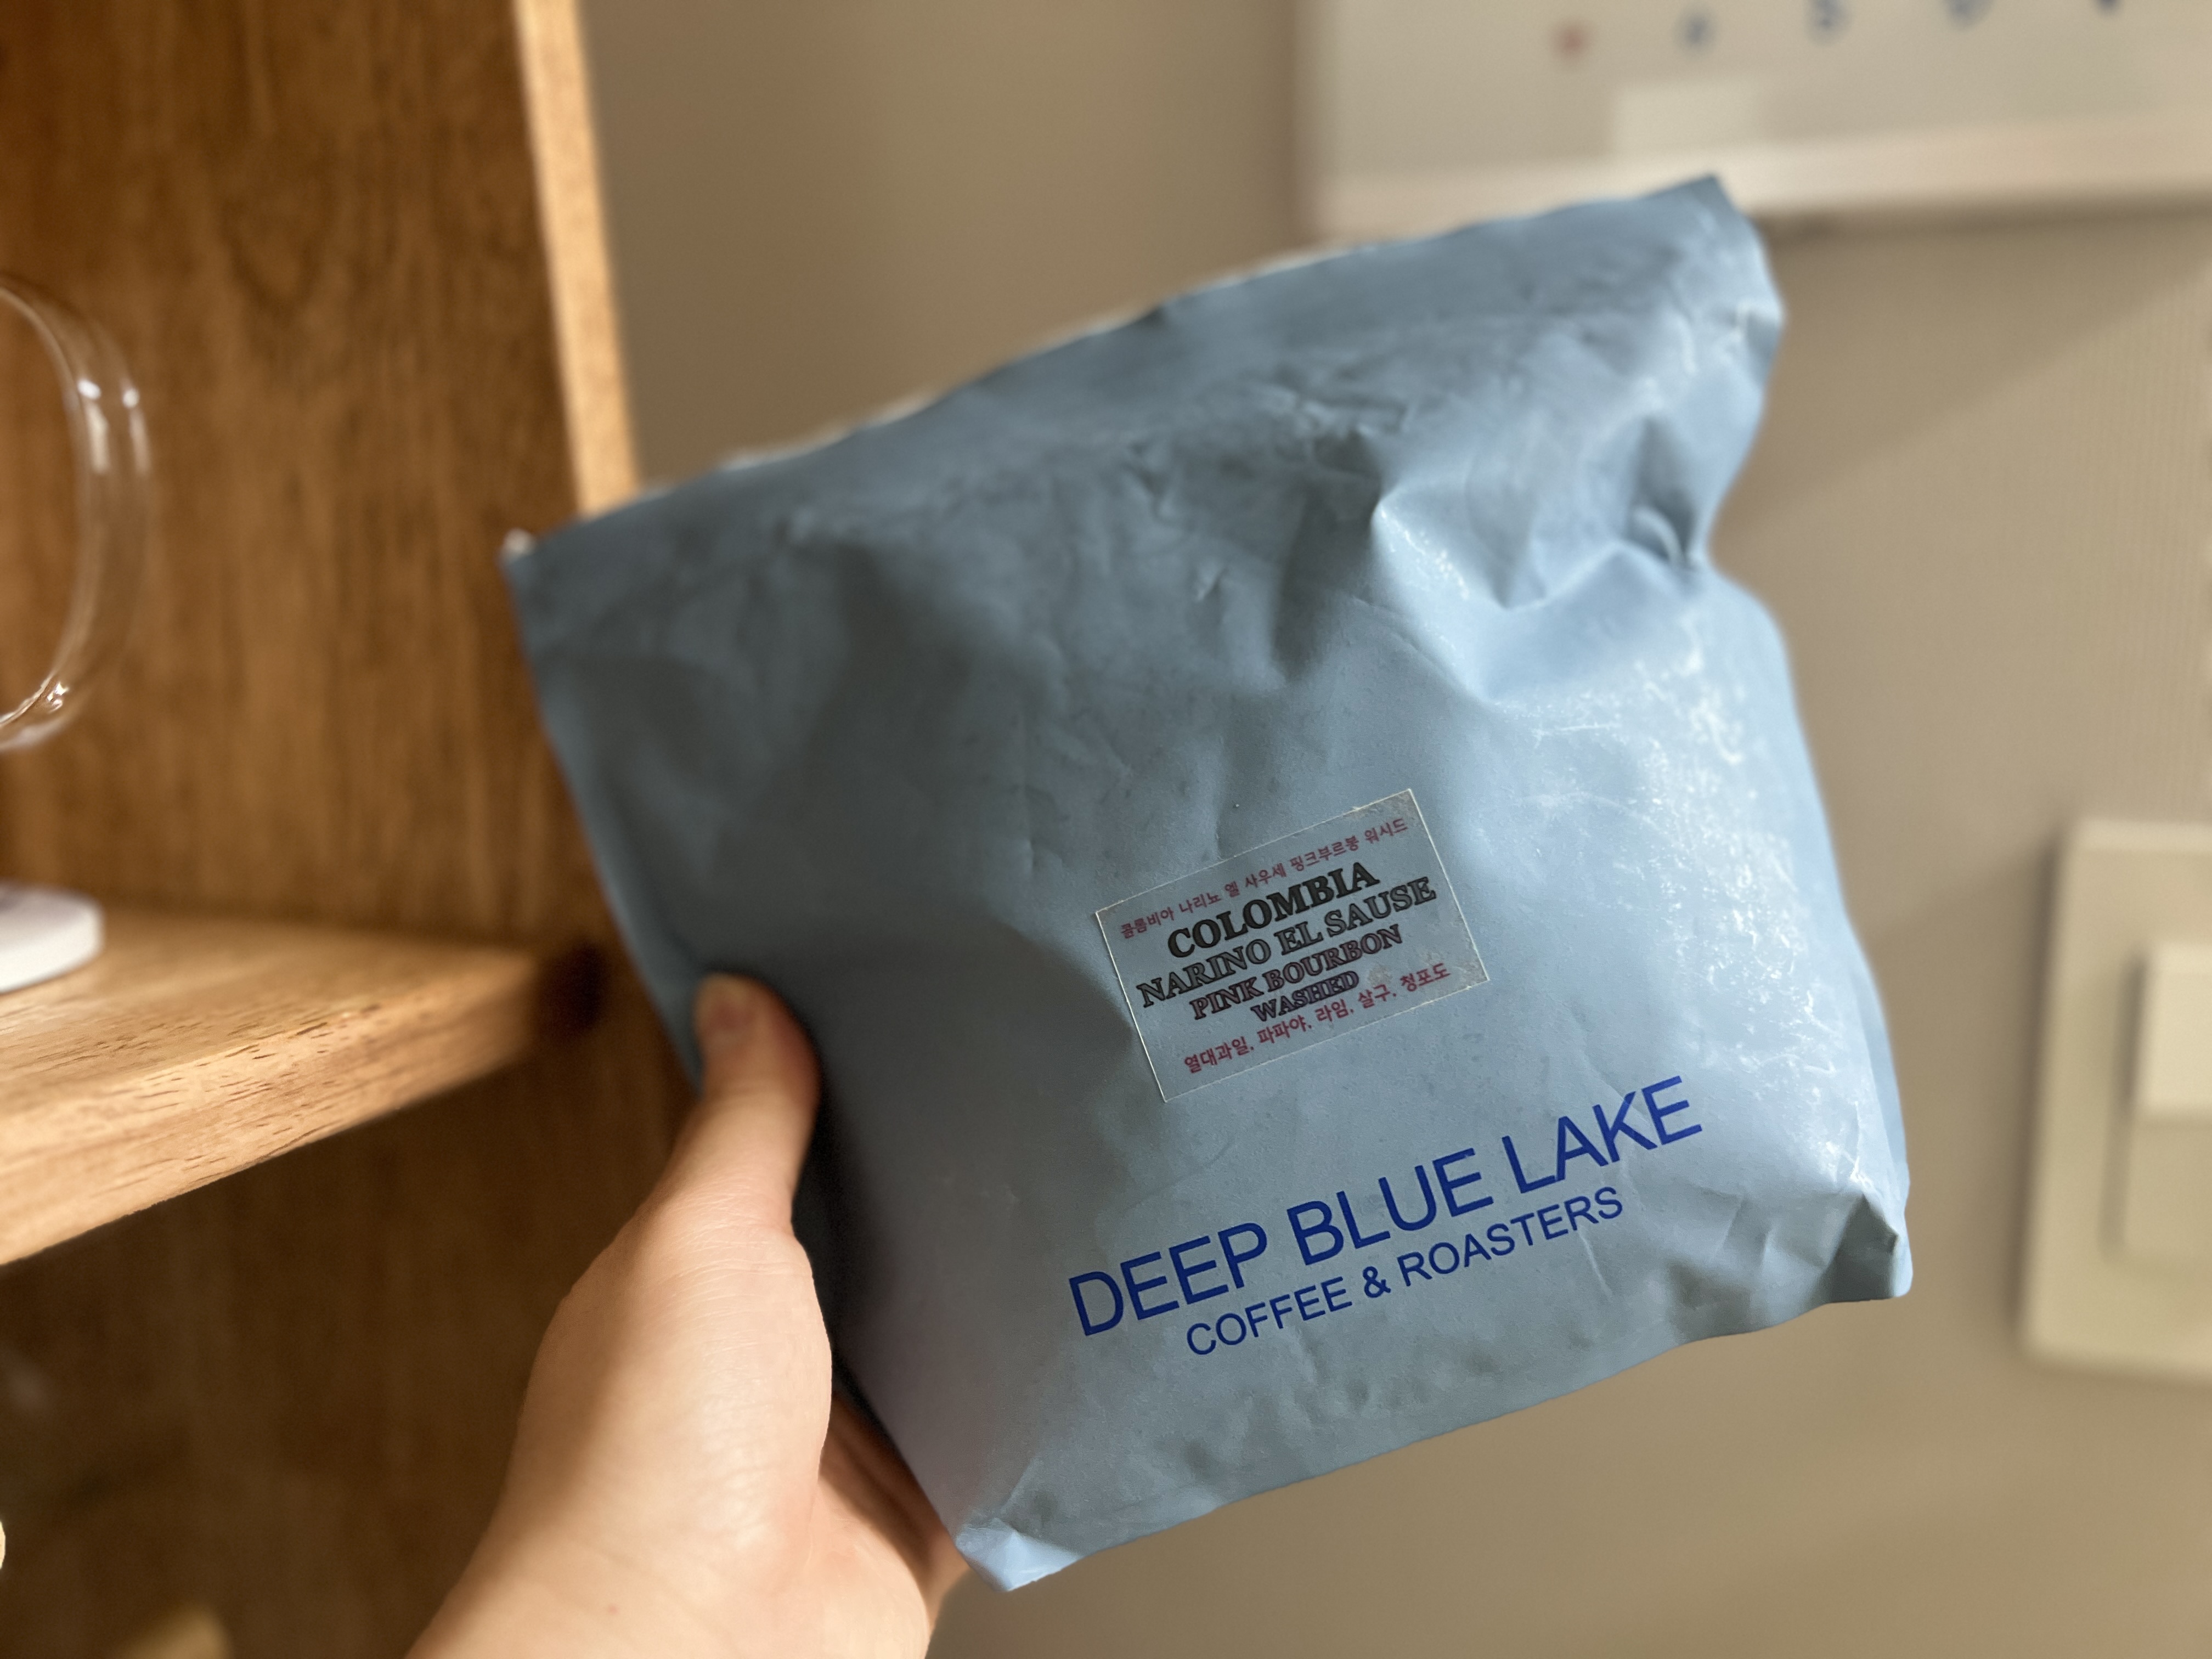 콜롬비아 나리뇨 엘 사우세 핑크부르봉 워시드
COLOMBIA
NARINO EL SAUSE
PINK BOURBON
WASHED
열대과일, 파파야, 라임, 살구, 청포도
DEEP BLUE LAKE
COFFEE & ROASTERS